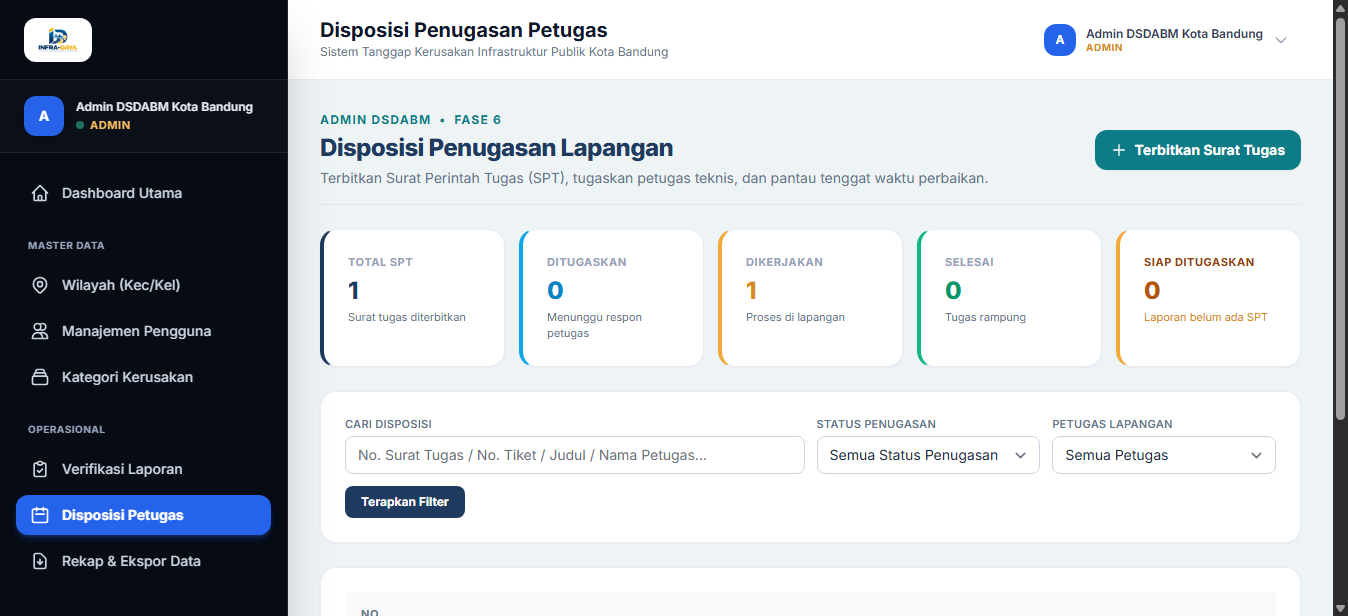 INFRA-DAYA
A
Admin DSDABM Kota Bandung
ADMIN
Dashboard Utama
MASTER DATA
Wilayah (Kec/Kel)
Manajemen Pengguna
Kategori Kerusakan
OPERASIONAL
Verifikasi Laporan
Disposisi Petugas
Rekap & Ekspor Data
Disposisi Penugasan Petugas
Sistem Tanggap Kerusakan Infrastruktur Publik Kota Bandung
A
Admin DSDABM Kota Bandung
ADMIN
ADMIN DSDABM • FASE 6
Disposisi Penugasan Lapangan
Terbitkan Surat Perintah Tugas (SPT), tugaskan petugas teknis, dan pantau tenggat waktu perbaikan.
+ Terbitkan Surat Tugas
TOTAL SPT
1
Surat tugas diterbitkan
DITUGASKAN
0
Menunggu respon
petugas
DIKERJAKAN
1
Proses di lapangan
SELESAI
0
Tugas rampung
SIAP DITUGASKAN
0
Laporan belum ada SPT
CARI DISPOSISI
No. Surat Tugas / No. Tiket / Judul / Nama Petugas...
STATUS PENUGASAN
Semua Status Penugasan
PETUGAS LAPANGAN
Semua Petugas
Terapkan Filter
NO